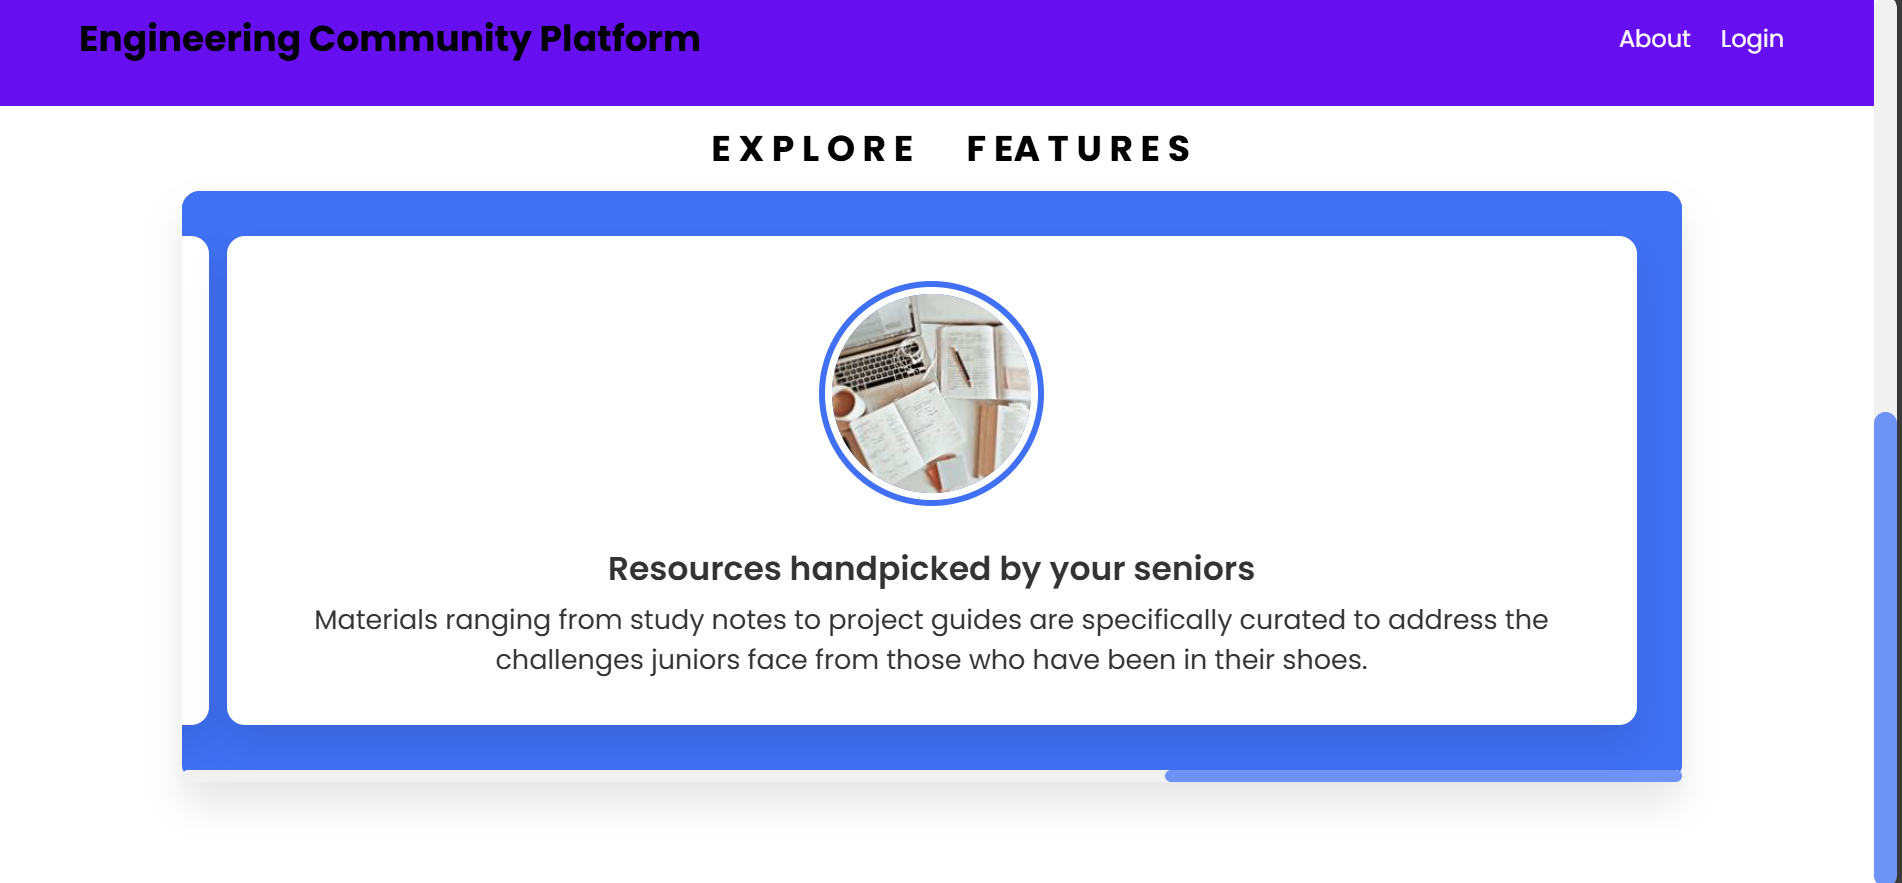 Engineering Community Platform
About Login
EXPLORE FEATURES
Resources handpicked by your seniors
Materials ranging from study notes to project guides are specifically curated to address the
challenges juniors face from those who have been in their shoes.